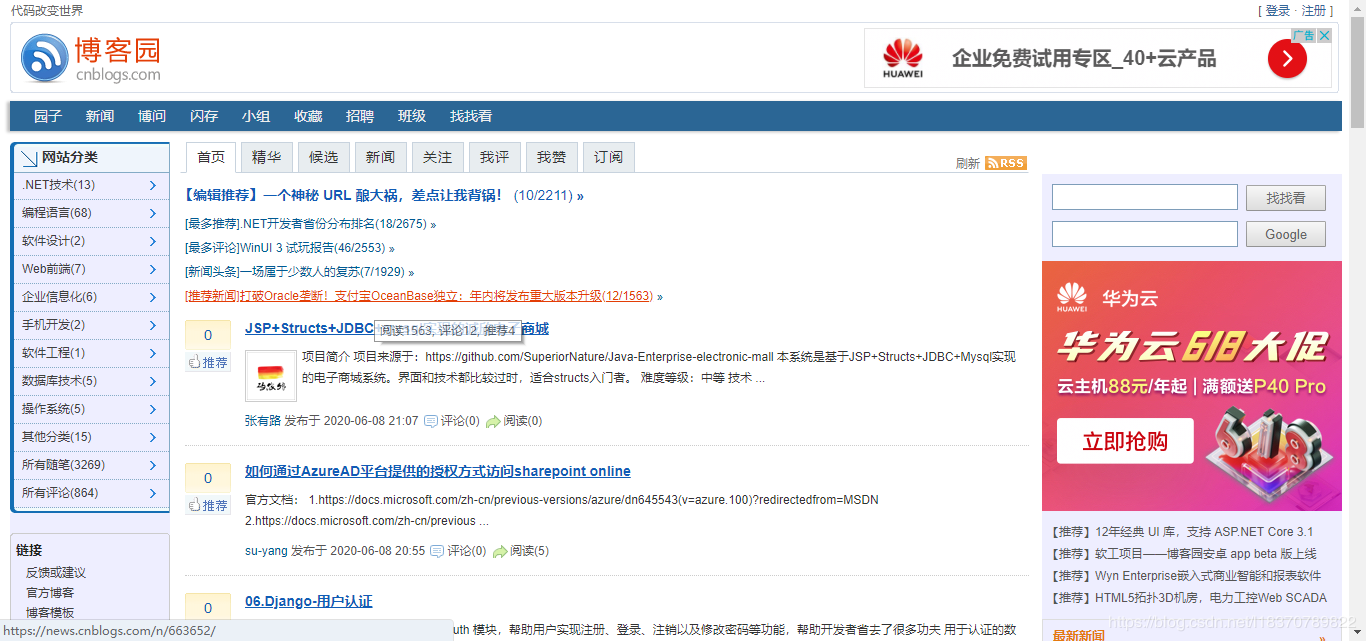 代码改变世界
[ 登录 · 注册 ]
博客园
cnblogs.com
HUAWEI
企业免费试用专区_40+云产品
广告
园子 新闻 博问 闪存 小组 收藏 招聘 班级 找找看
网站分类
.NET技术(13)
编程语言(68)
软件设计(2)
Web前端(7)
企业信息化(6)
手机开发(2)
软件工程(1)
数据库技术(5)
操作系统(5)
其他分类(15)
所有随笔(3269)
所有评论(864)
链接
反馈或建议
官方博客
博客模板
首页 精华 候选 新闻 关注 我评 我赞 订阅
刷新 RSS
【编辑推荐】一个神秘 URL 酿大祸，差点让我背锅！ (10/2211) »
[最多推荐].NET开发者省份分布排名(18/2675) »
[最多评论]WinUI 3 试玩报告(46/2553) »
[新闻头条]一场属于少数人的复苏(7/1929) »
[推荐新闻]打破Oracle垄断！支付宝OceanBase独立：年内将发布重大版本升级(12/1563) »
0
推荐
JSP+Structs+JDBC
商城
阅读1563, 评论12, 推荐4
项目简介 项目来源于：https://github.com/SuperiorNature/Java-Enterprise-electronic-mall 本系统是基于JSP+Structs+JDBC+Mysql实现
的电子商城系统。界面和技术都比较过时，适合structs入门者。 难度等级：中等 技术 ...
张有路 发布于 2020-06-08 21:07 评论(0) 阅读(0)
0
推荐
如何通过AzureAD平台提供的授权方式访问sharepoint online
官方文档： 1.https://docs.microsoft.com/zh-cn/previous-versions/azure/dn645543(v=azure.100)?redirectedfrom=MSDN
2.https://docs.microsoft.com/zh-cn/previous ...
su-yang 发布于 2020-06-08 20:55 评论(0) 阅读(5)
0
06.Django-用户认证
uth 模块，帮助用户实现注册、登录、注销以及修改密码等功能，帮助开发者省去了很多功夫 用于认证的数
找找看
Google
HUAWEI
华为云
华为云618大促
云主机88元/年起 | 满额送P40 Pro
立即抢购
618
【推荐】12年经典 UI 库，支持 ASP.NET Core 3.1
【推荐】软工项目——博客园安卓 app beta 版上线
【推荐】Wyn Enterprise嵌入式商业智能和报表软件
【推荐】HTML5拓扑3D机房，电力工控Web SCADA
最新新闻 »
https://news.cnblogs.com/n/663652/